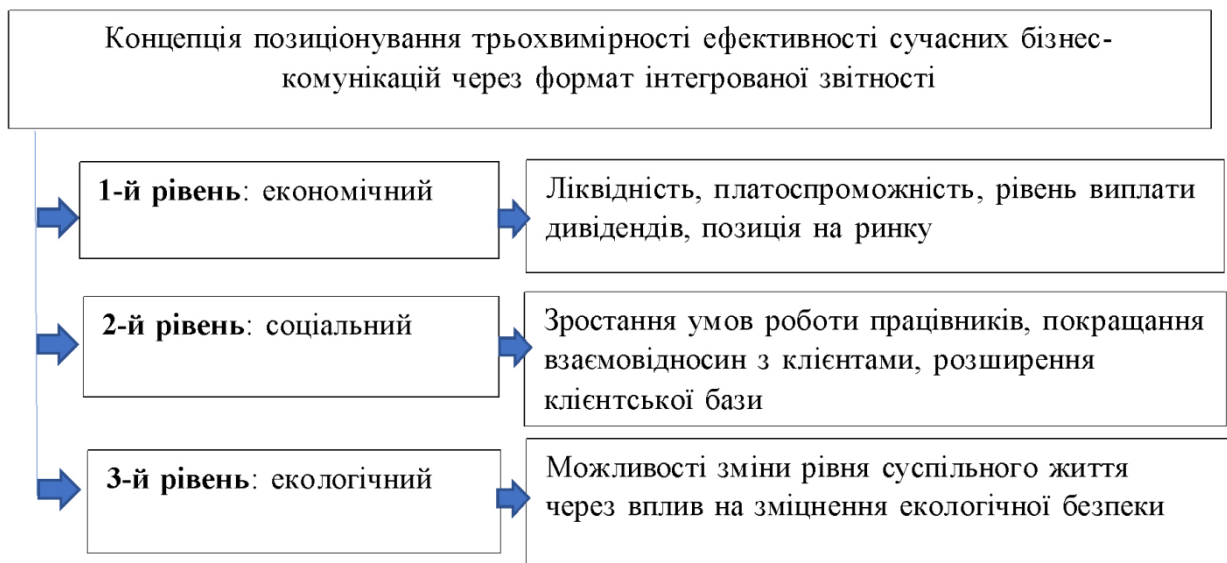 Концепція позиціонування трьохвимірності ефективності сучасних бізнес-
комунікацій через формат інтегрованої звітності
1-й рівень: економічний
Ліквідність, платоспроможність, рівень виплати
дивідендів, позиція на ринку
2-й рівень: соціальний
Зростання умов роботи працівників, покращання
взаємовідносин з клієнтами, розширення
клієнтської бази
3-й рівень: екологічний
Можливості зміни рівня суспільного життя
через вплив на зміцнення екологічної безпеки